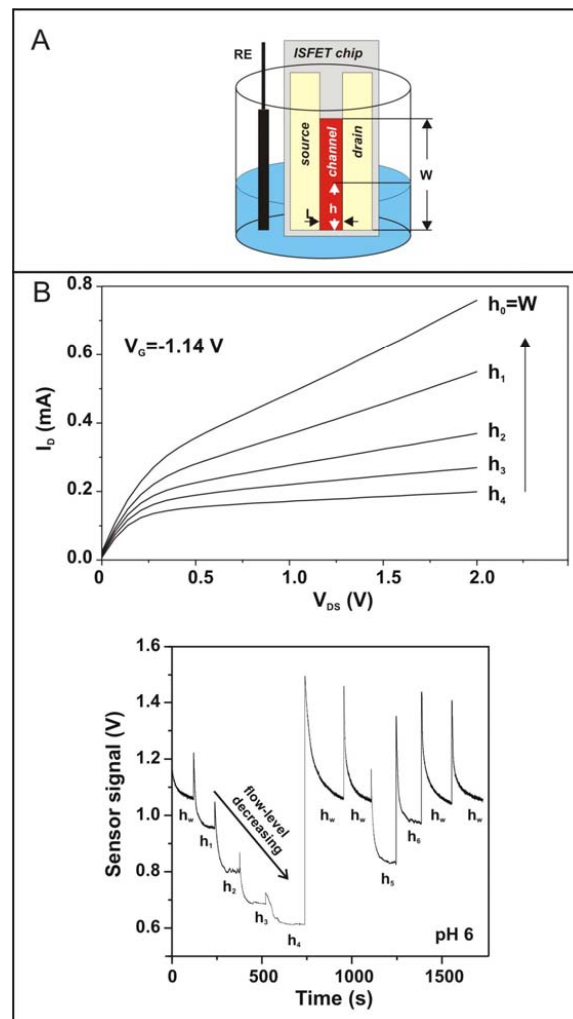 A
RE
ISFET chip
source
channel
drain
W
h
L
B
0.8
0.6
0.4
0.2
0.0
I_D (mA)
V_G=-1.14 V
h_0=W
h_1
h_2
h_3
h_4
0
0.5
1.0
1.5
2.0
V_DS (V)
1.6
1.4
1.2
1.0
0.8
0.6
Sensor signal (V)
flow-level
decreasing
h_w
h_1
h_2
h_3
h_4
h_w
h_w
h_5
h_6
h_w
h_w
pH 6
0
500
1000
1500
Time (s)